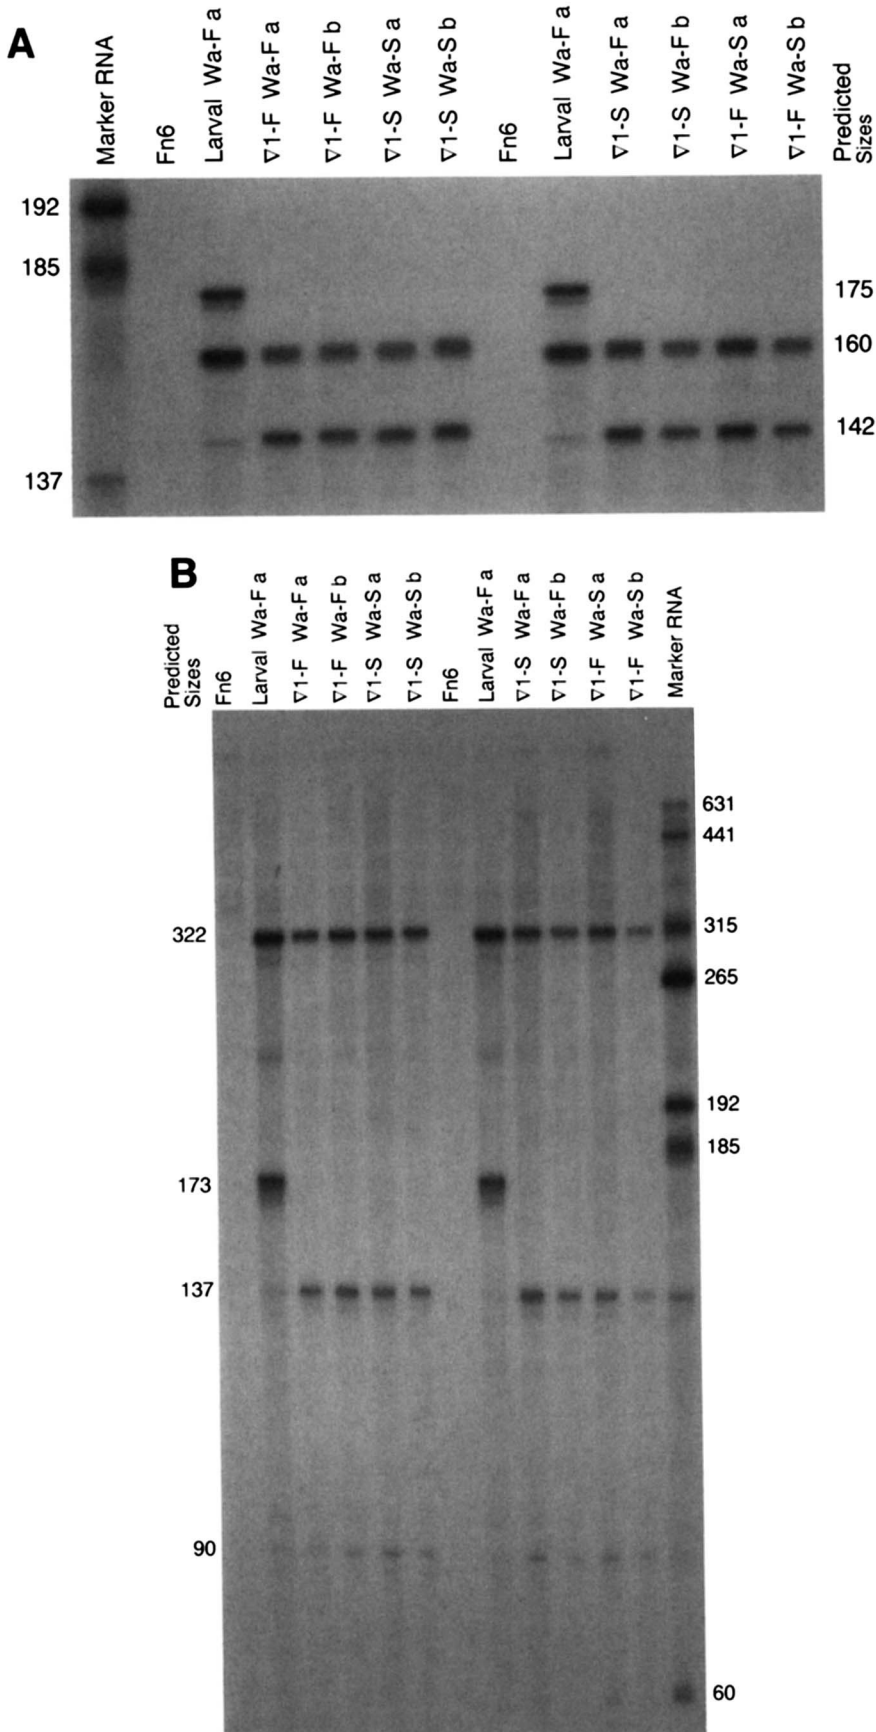 A
Marker RNA
Fn6
Larval Wa-F a
∇1-F Wa-F a
∇1-F Wa-F b
∇1-S Wa-S a
∇1-S Wa-S b
Fn6
Larval Wa-F a
∇1-S Wa-F a
∇1-S Wa-F b
∇1-F Wa-S a
∇1-F Wa-S b
Predicted
Sizes
192
185
137
175
160
142
B
Predicted
Sizes
Fn6
Larval Wa-F a
∇1-F Wa-F a
∇1-F Wa-F b
∇1-S Wa-S a
∇1-S Wa-S b
Fn6
Larval Wa-F a
∇1-S Wa-F a
∇1-S Wa-F b
∇1-F Wa-S a
∇1-F Wa-S b
Marker RNA
322
173
137
90
631
441
315
265
192
185
60